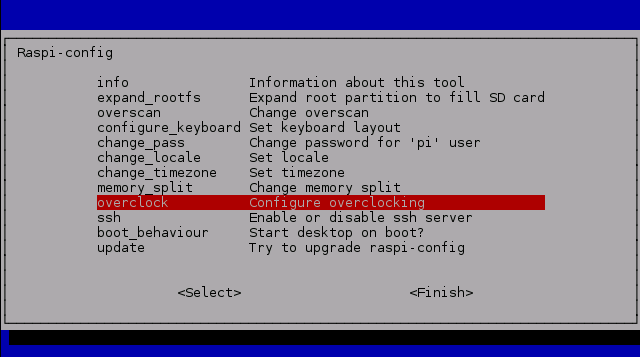 Raspi-config
info Information about this tool
expand_rootfs Expand root partition to fill SD card
overscan Change overscan
configure_keyboard Set keyboard layout
change_pass Change password for 'pi' user
change_locale Set locale
change_timezone Set timezone
memory_split Change memory split
overclock Configure overclocking
ssh Enable or disable ssh server
boot_behaviour Start desktop on boot?
update Try to upgrade raspi-config
<Select> <Finish>